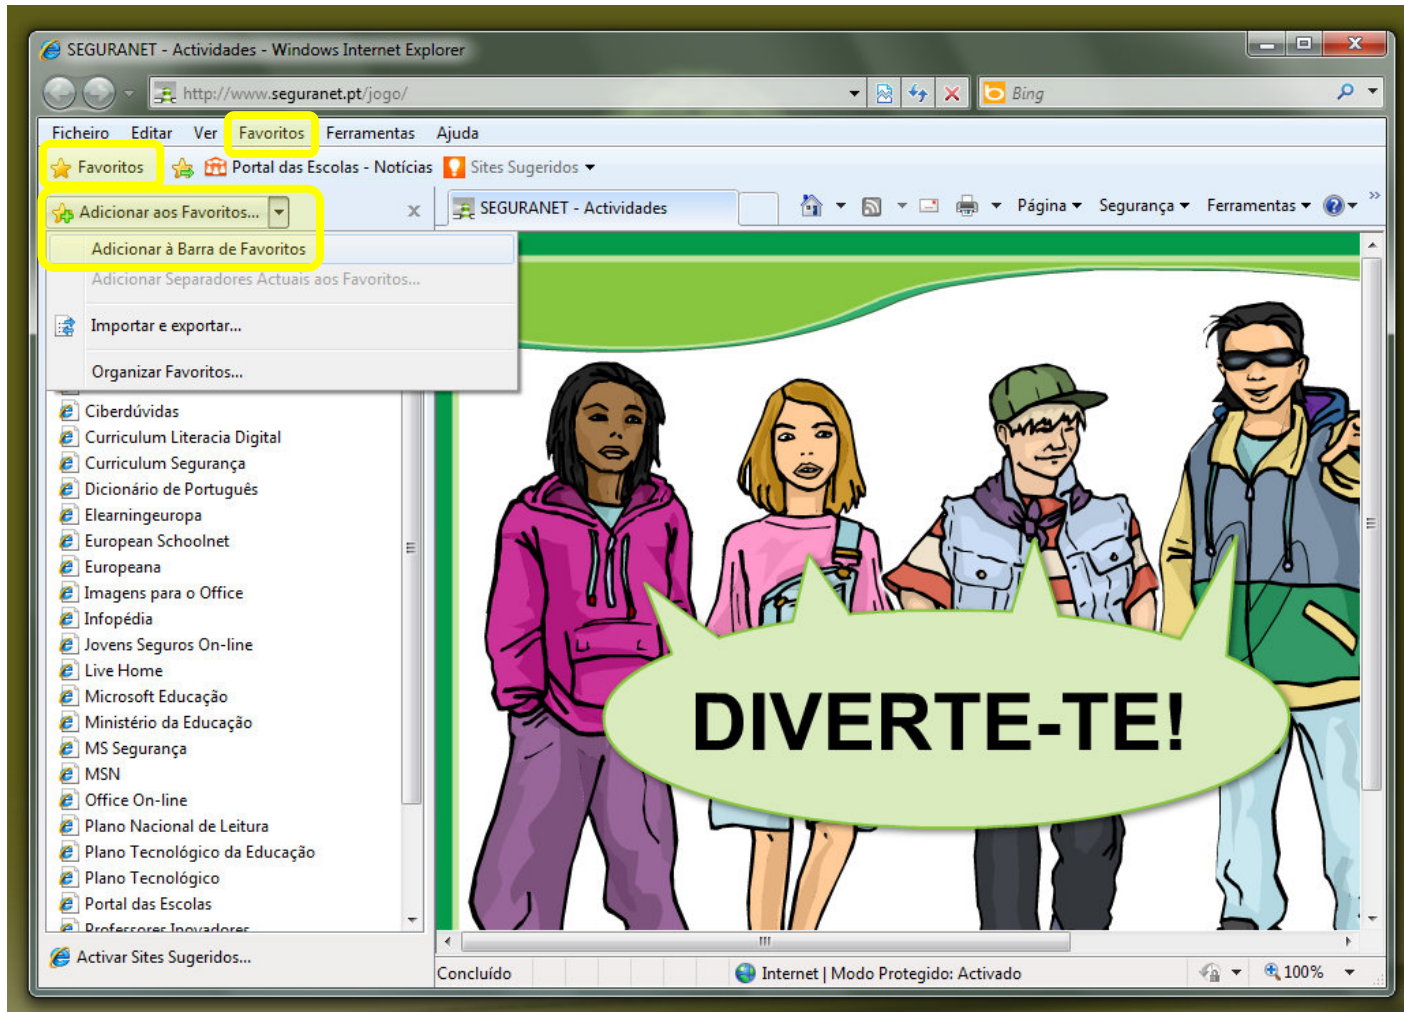 SEGURANET - Actividades - Windows Internet Explorer
http://www.seguranet.pt/jogo/
Bing
Ficheiro Editar Ver Favoritos Ferramentas Ajuda
Favoritos Portal das Escolas - Notícias Sites Sugeridos
Adicionar aos Favoritos... x SEGURANET - Actividades Página Segurança Ferramentas
Adicionar à Barra de Favoritos
Adicionar Separadores Actuais aos Favoritos...
Importar e exportar...
Organizar Favoritos...
Ciberdúvidas
Curriculum Literacia Digital
Curriculum Segurança
Dicionário de Português
Elearningeuropa
European Schoolnet
Europeana
Imagens para o Office
Infopédia
Jovens Seguros On-line
Live Home
Microsoft Educação
Ministério da Educação
MS Segurança
MSN
Office On-line
Plano Nacional de Leitura
Plano Tecnológico da Educação
Plano Tecnológico
Portal das Escolas
Professores Inovadores
Activar Sites Sugeridos...
DIVERTE-TE!
Concluído Internet | Modo Protegido: Activado 100%